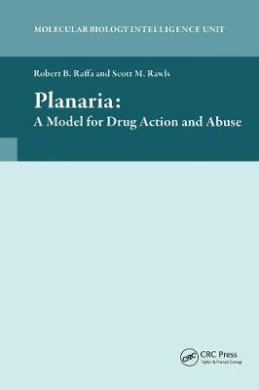 MOLECULAR BIOLOGY INTELLIGENCE UNIT
Robert B. Raffa and Scott M. Rawls
Planaria:
A Model for Drug Action and Abuse
CRC
CRC Press
Taylor & Francis Group